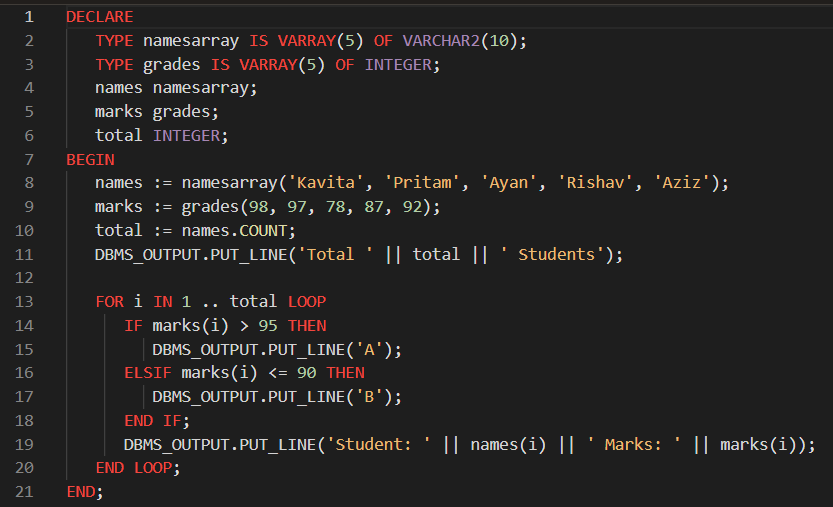 1 DECLARE
2 TYPE namesarray IS VARRAY(5) OF VARCHAR2(10);
3 TYPE grades IS VARRAY(5) OF INTEGER;
4 names namesarray;
5 marks grades;
6 total INTEGER;
7 BEGIN
8 names := namesarray('Kavita', 'Pritam', 'Ayan', 'Rishav', 'Aziz');
9 marks := grades(98, 97, 78, 87, 92);
10 total := names.COUNT;
11 DBMS_OUTPUT.PUT_LINE('Total ' || total || ' Students');
12
13 FOR i IN 1 .. total LOOP
14 IF marks(i) > 95 THEN
15 DBMS_OUTPUT.PUT_LINE('A');
16 ELSIF marks(i) <= 90 THEN
17 DBMS_OUTPUT.PUT_LINE('B');
18 END IF;
19 DBMS_OUTPUT.PUT_LINE('Student: ' || names(i) || ' Marks: ' || marks(i));
20 END LOOP;
21 END;